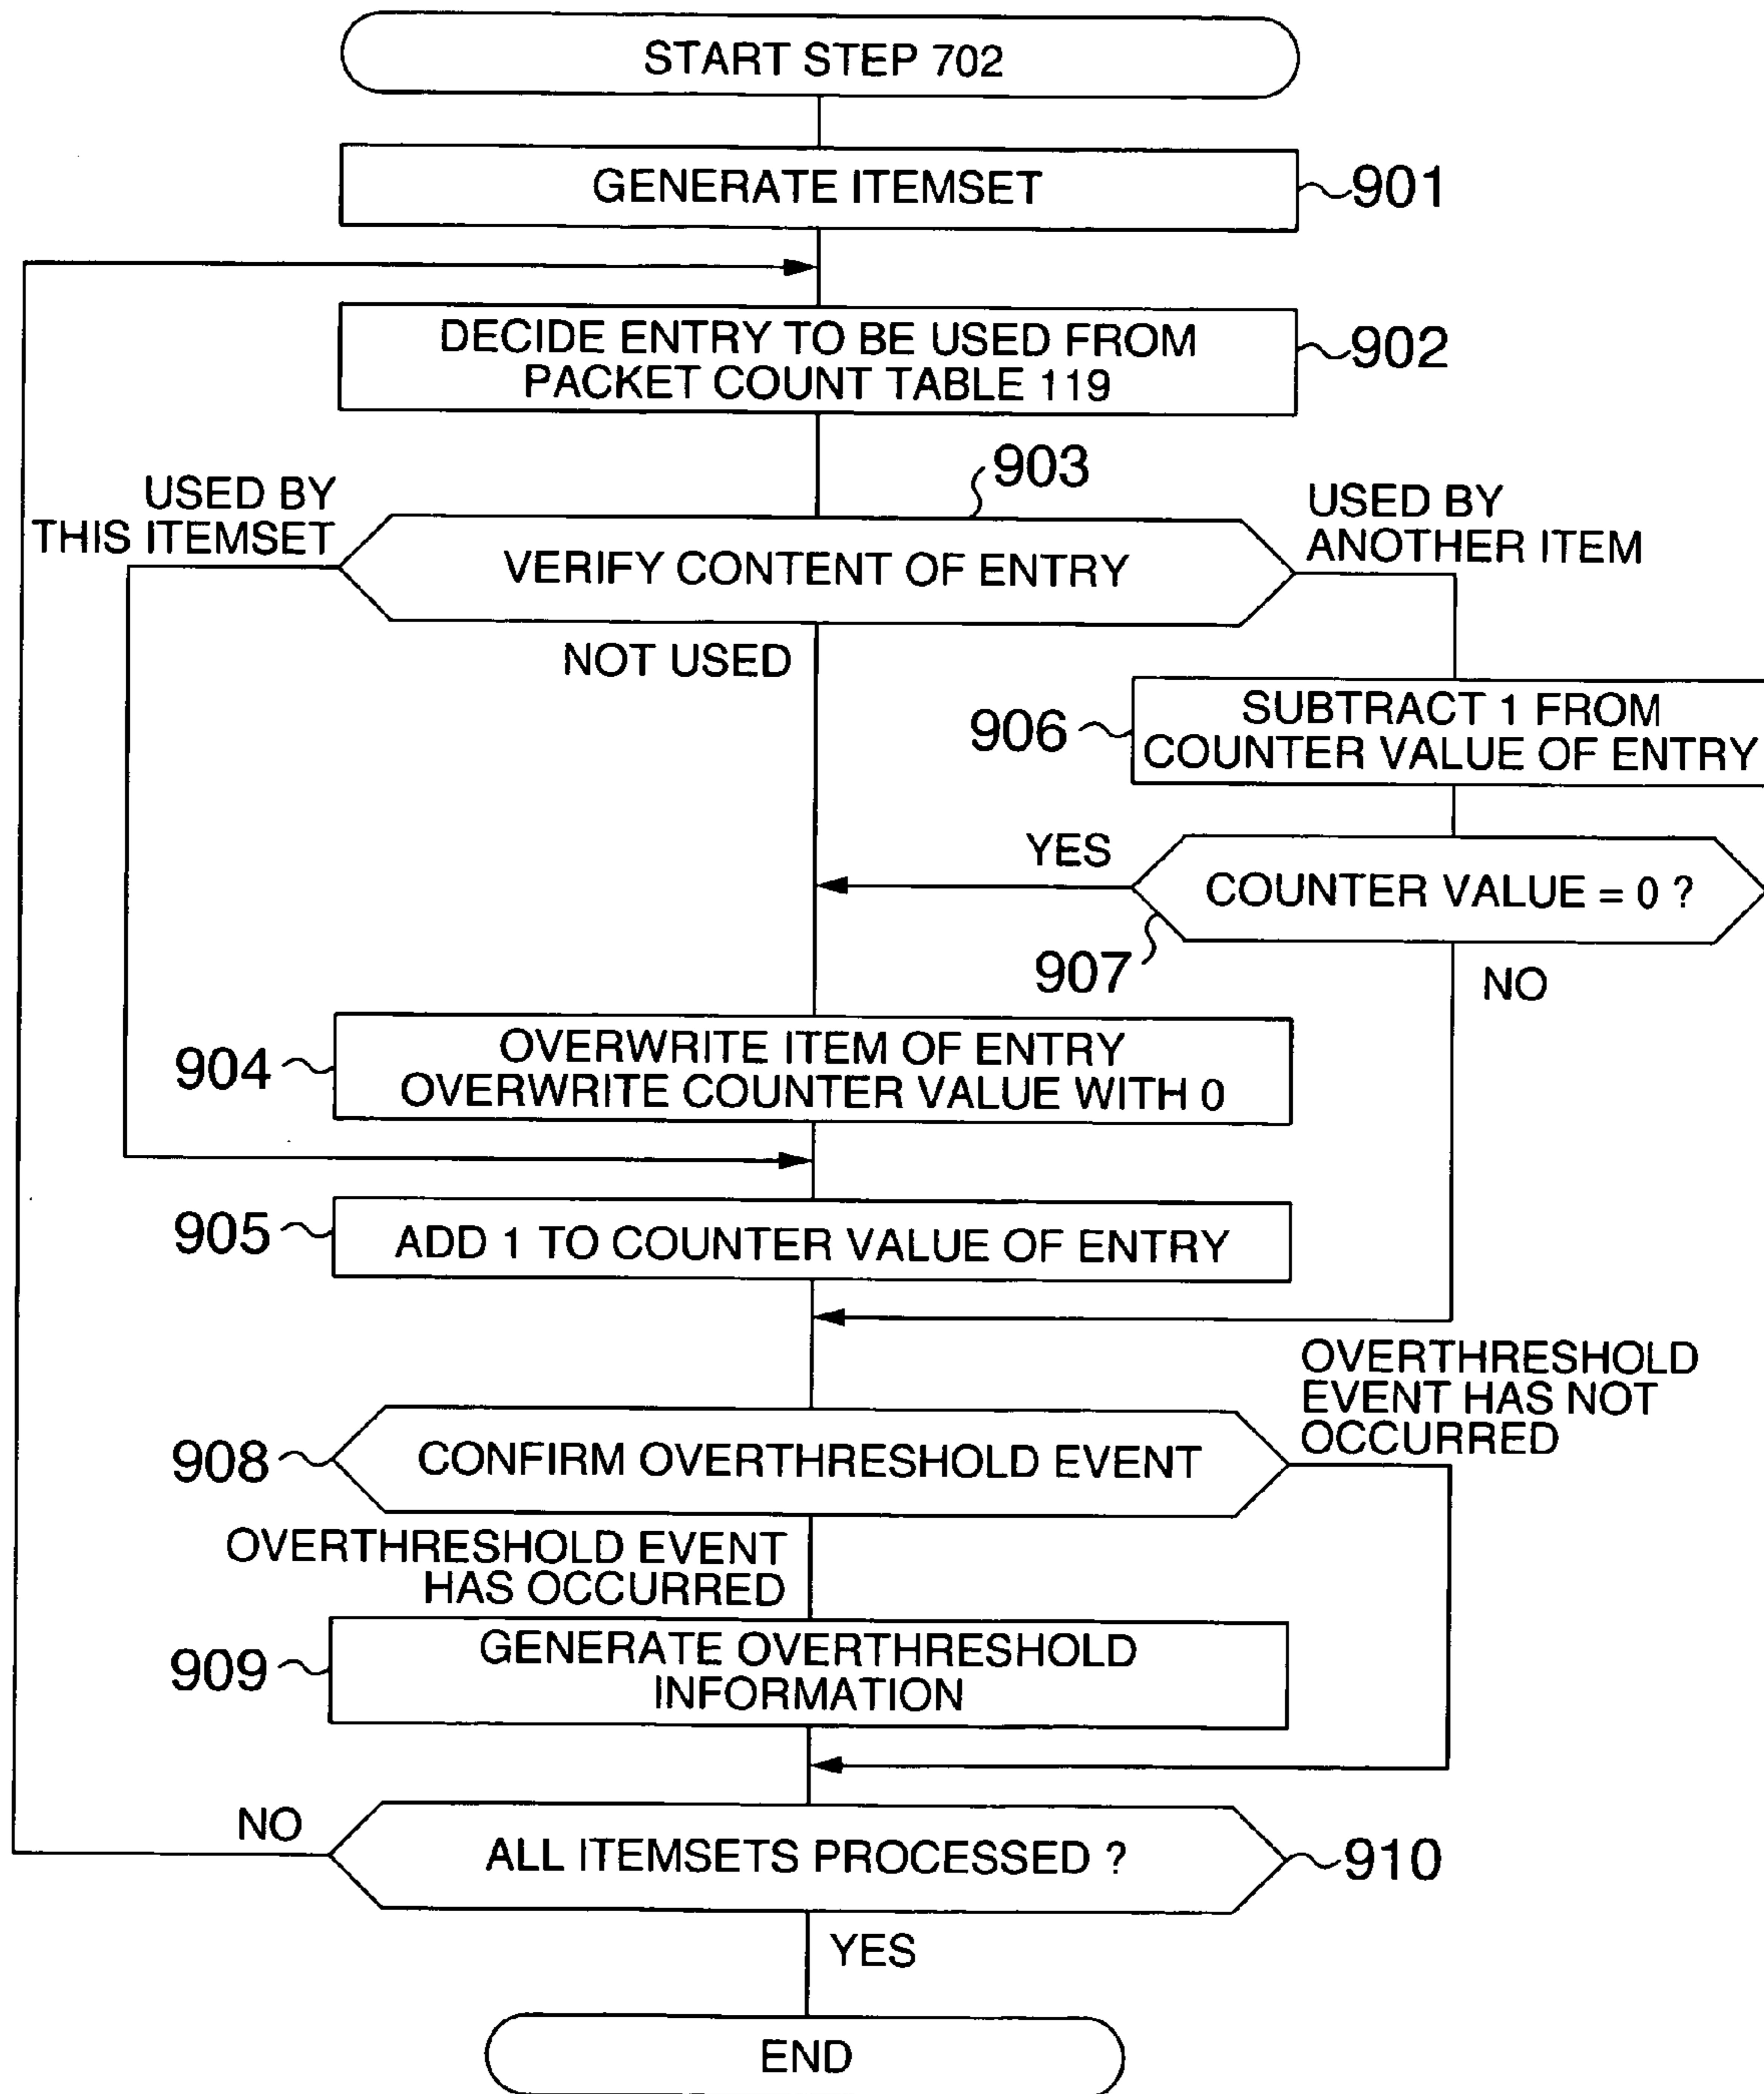 START STEP 702
GENERATE ITEMSET
901
DECIDE ENTRY TO BE USED FROM
PACKET COUNT TABLE 119
902
903
USED BY
THIS ITEMSET
VERIFY CONTENT OF ENTRY
USED BY
ANOTHER ITEM
NOT USED
906
SUBTRACT 1 FROM
COUNTER VALUE OF ENTRY
YES
COUNTER VALUE = 0 ?
907
NO
904
OVERWRITE ITEM OF ENTRY
OVERWRITE COUNTER VALUE WITH 0
905
ADD 1 TO COUNTER VALUE OF ENTRY
OVERTHRESHOLD
EVENT HAS NOT
OCCURRED
908
CONFIRM OVERTHRESHOLD EVENT
OVERTHRESHOLD EVENT
HAS OCCURRED
909
GENERATE OVERTHRESHOLD
INFORMATION
NO
ALL ITEMSETS PROCESSED ?
910
YES
END